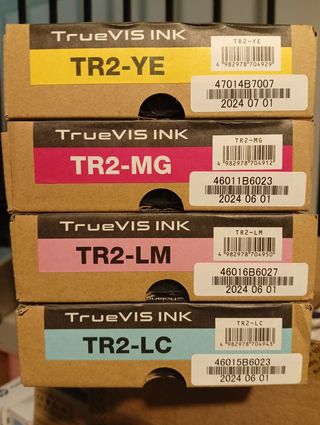 TrueVIS INK
TR2-YE
TR2-YE
4 982978 704929
47014B7007
2024 07 01
TrueVIS INK
TR2-MG
TR2-MG
4 982978 704912
46011B6023
2024 06 01
TrueVIS INK
TR2-LM
TR2-LM
4 982978 704950
46016B6027
2024 06 01
TrueVIS INK
TR2-LC
TR2-LC
4 982978 704943
46015B6023
2024 06 01